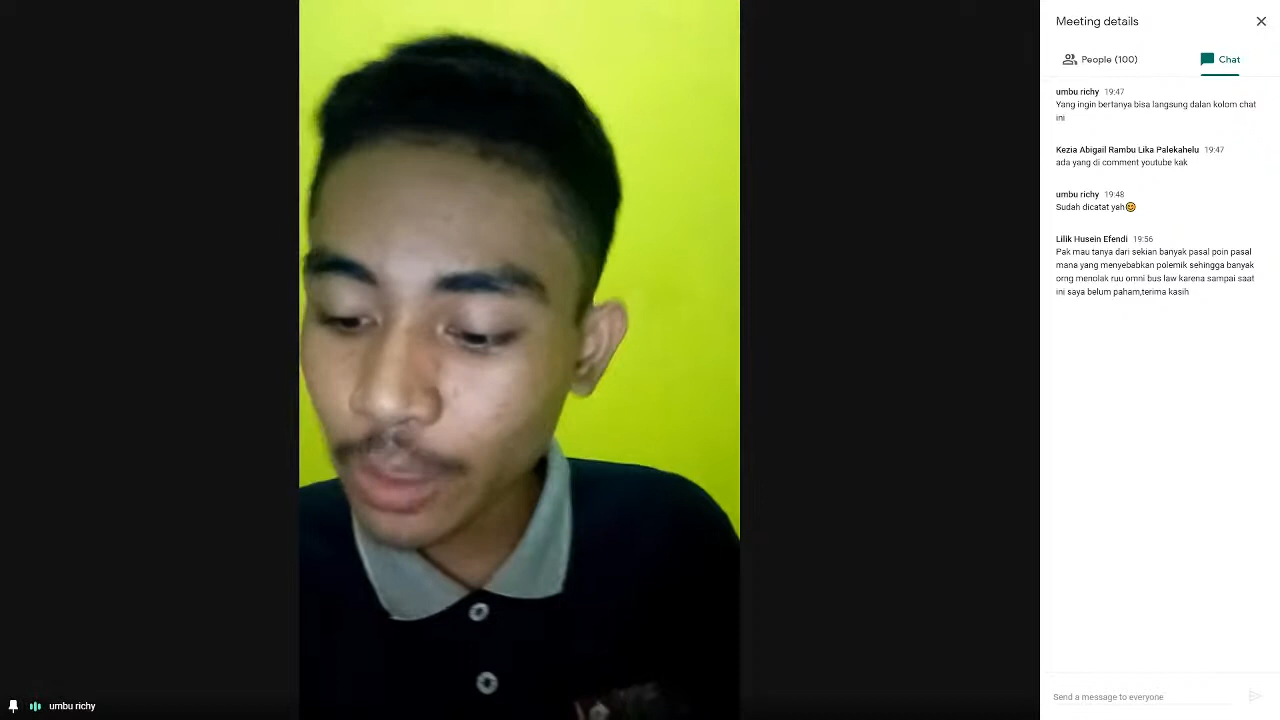 Meeting details
People (100)
Chat
umbu richy 19:47
Yang ingin bertanya bisa langsung dalan kolom chat
ini
Kezia Abigail Rambu Lika Palekahelu 19:47
ada yang di comment youtube kak
umbu richy 19:48
Sudah dicatat yah😊
Lilik Husein Efendi 19:56
Pak mau tanya dari sekian banyak pasal poin pasal
mana yang menyebabkan polemik sehingga banyak
orng menolak ruu omni bus law karena sampai saat
ini saya belum paham,terima kasih
Send a message to everyone
umbu richy